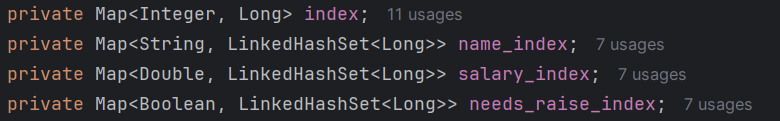 private Map<Integer, Long> index; 11 usages
private Map<String, LinkedHashSet<Long>> name_index; 7 usages
private Map<Double, LinkedHashSet<Long>> salary_index; 7 usages
private Map<Boolean, LinkedHashSet<Long>> needs_raise_index; 7 usages